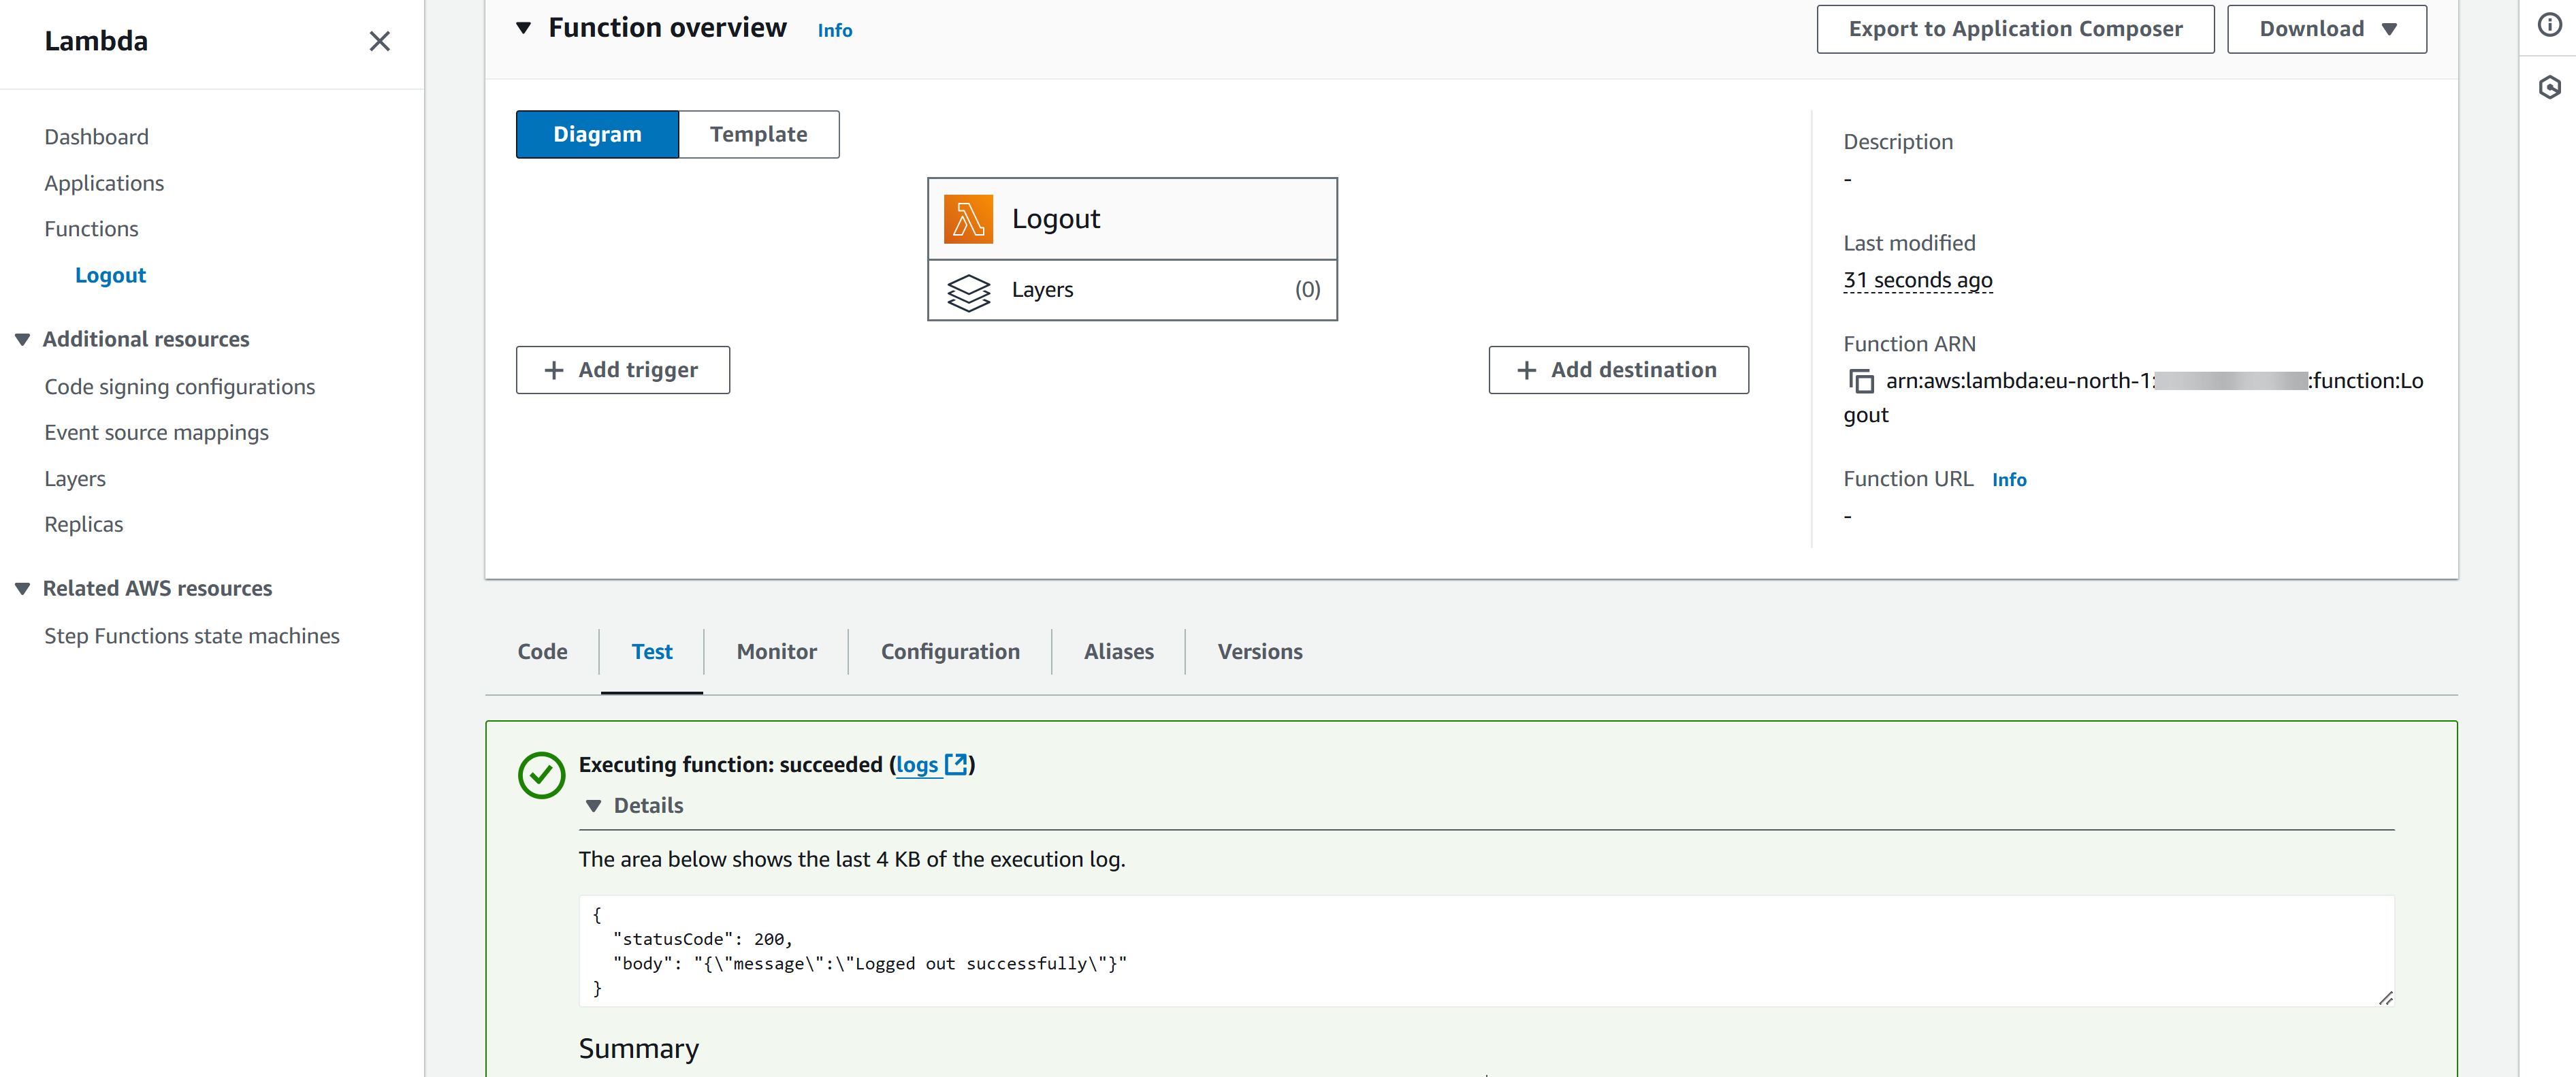 Lambda
Dashboard
Applications
Functions
Logout
Additional resources
Code signing configurations
Event source mappings
Layers
Replicas
Related AWS resources
Step Functions state machines
Function overview Info
Export to Application Composer
Download
Diagram
Template
Logout
Layers (0)
+ Add trigger
+ Add destination
Description
-
Last modified
31 seconds ago
Function ARN
arn:aws:lambda:eu-north-1: :function:Lo
gout
Function URL Info
-
Code
Test
Monitor
Configuration
Aliases
Versions
Executing function: succeeded (logs)
Details
The area below shows the last 4 KB of the execution log.
{
"statusCode": 200,
"body": "{\"message\":\"Logged out successfully\"}"
}
Summary